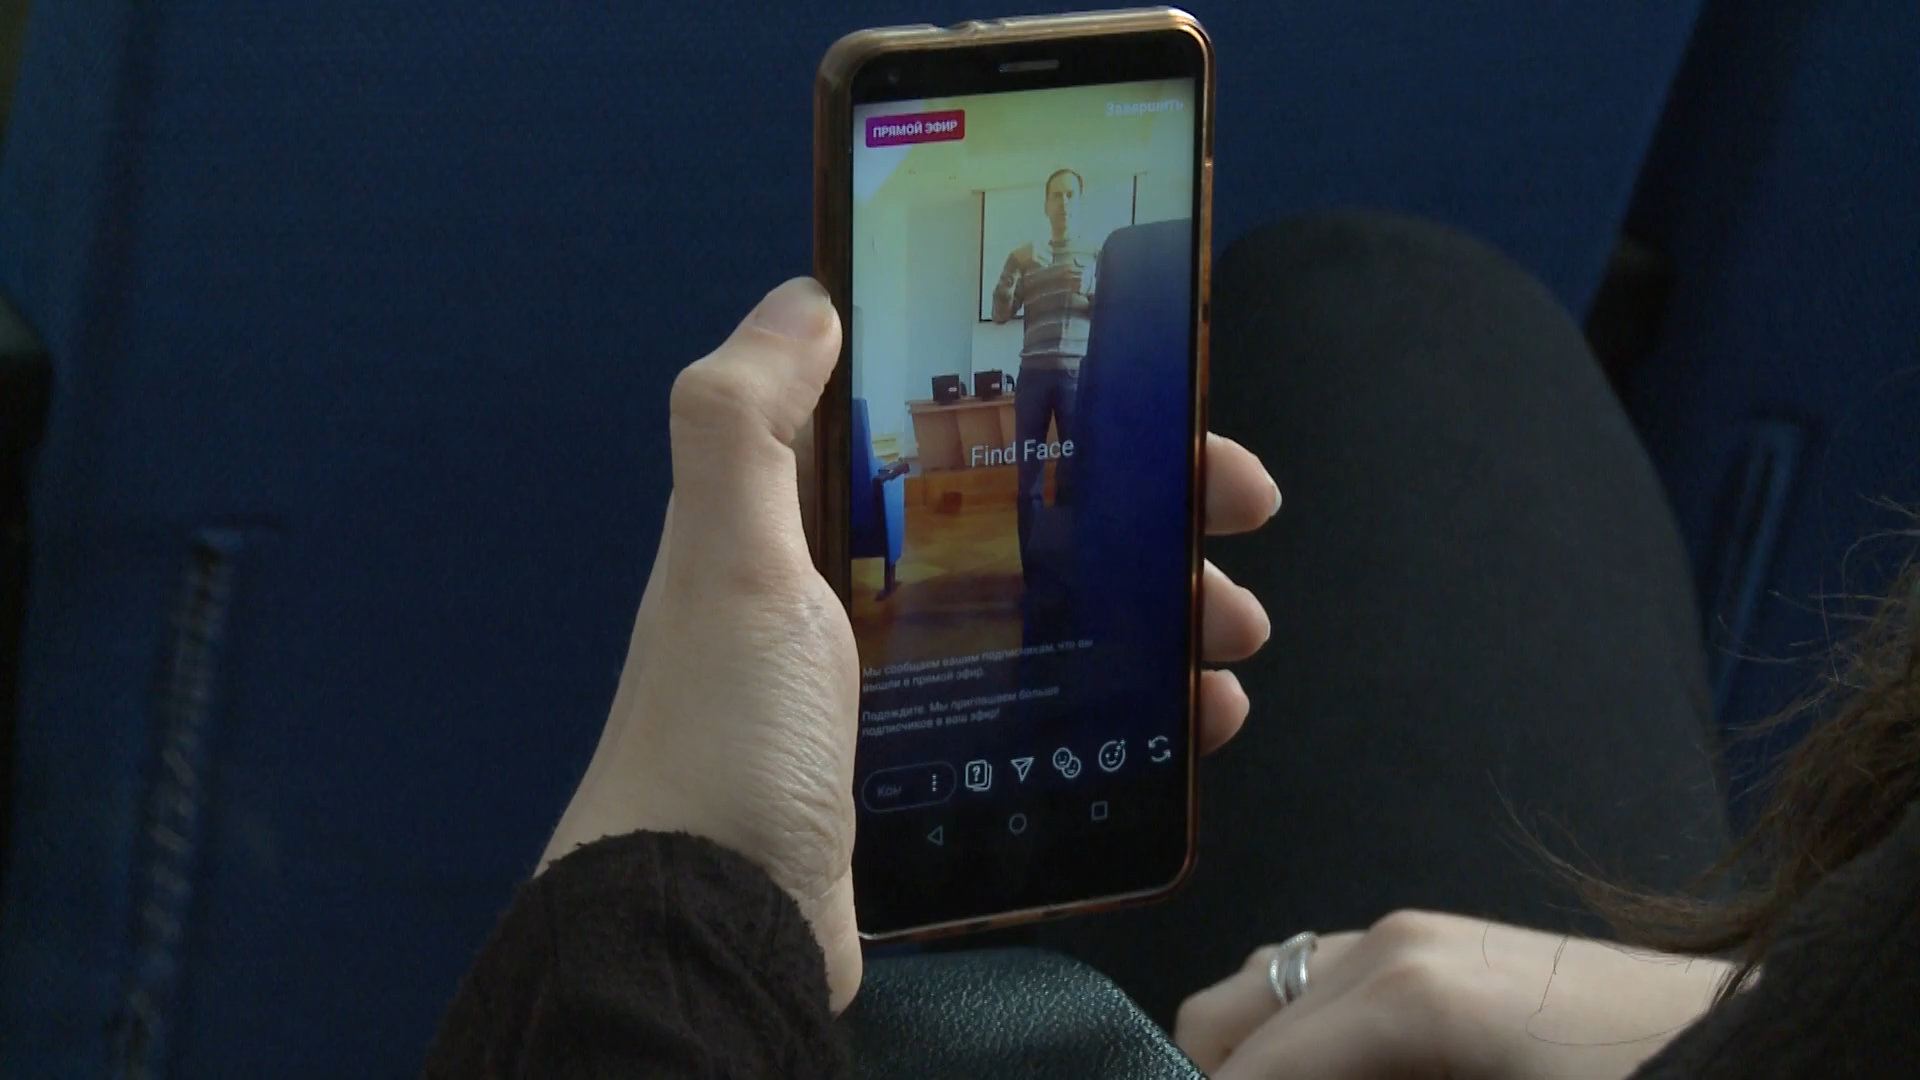 Завершить
ПРЯМОЙ ЭФИР
Find Face
Мы сообщаем вашим подписчикам, что вы
вышли в прямой эфир.
Подождите. Мы приглашаем больше
подписчиков в ваш эфир!
Ком